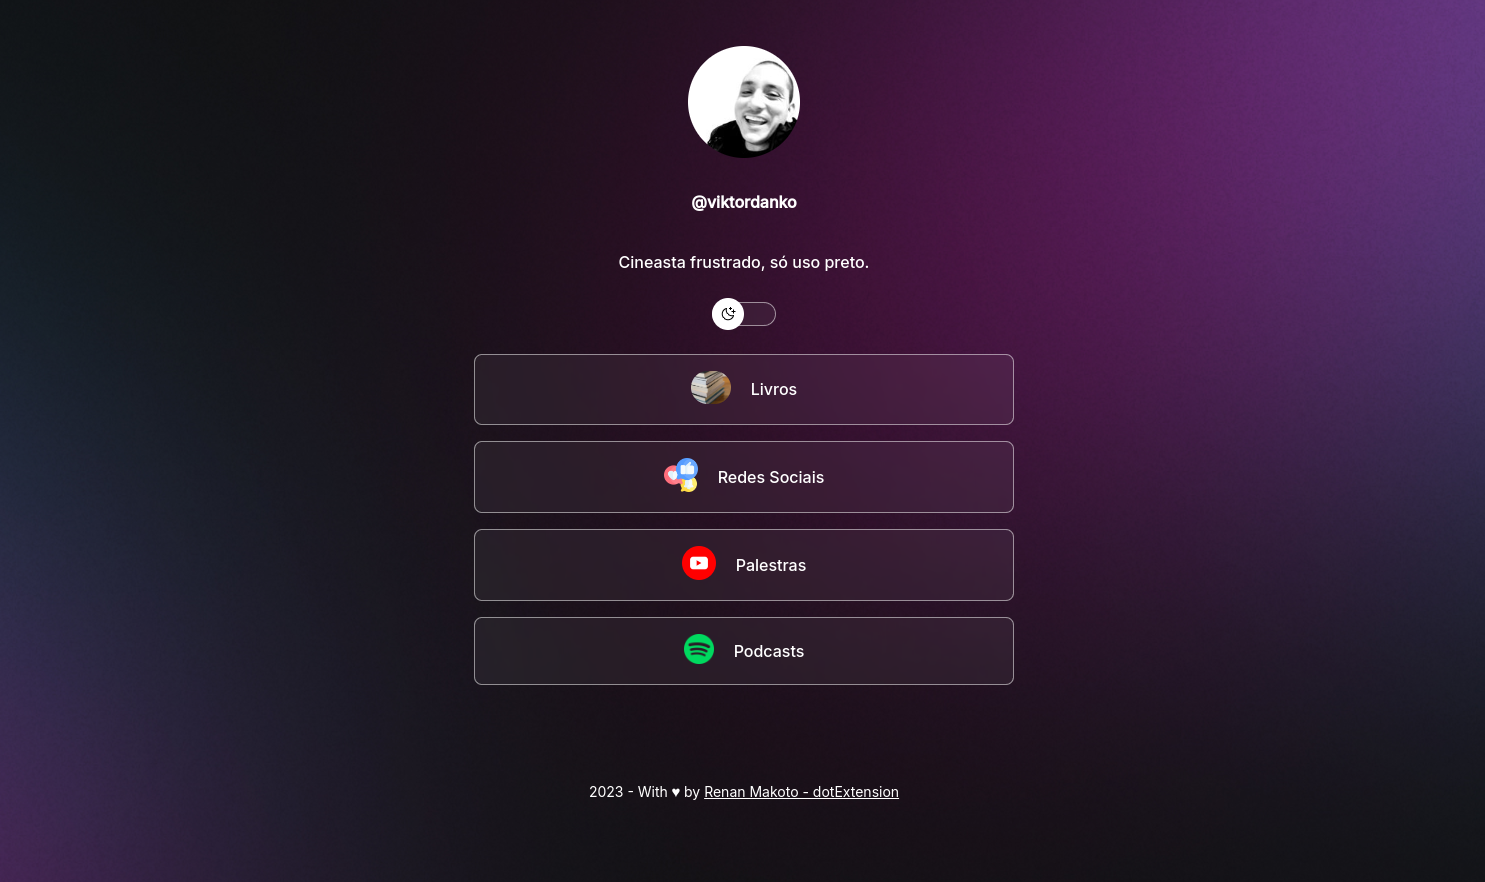 @viktordanko
Cineasta frustrado, só uso preto.
Livros
Redes Sociais
Palestras
Podcasts
2023 - With ♥ by Renan Makoto - dotExtension